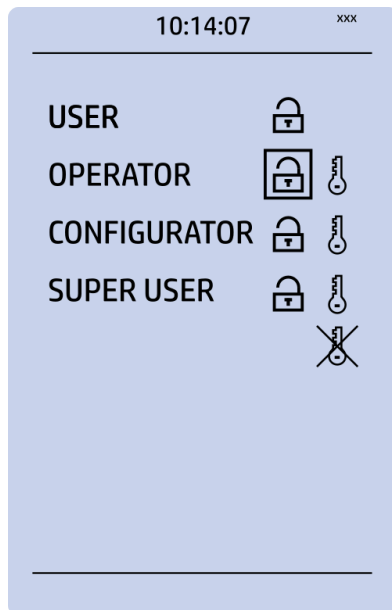 10:14:07 xxx
USER
OPERATOR
CONFIGURATOR
SUPER USER